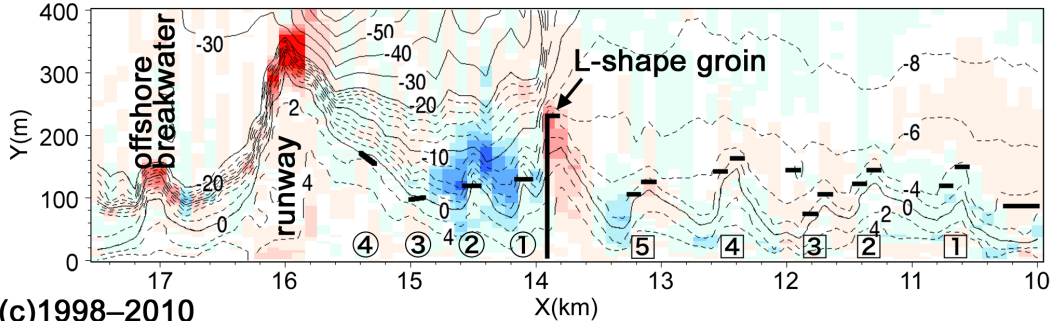 400
300
200
100
0
Y(m)
offshore
breakwater
runway
L-shape groin
-30
-50
-40
-30
-20
-10
0
4
2
4
-20
0
-8
-6
-4
0
2
4
④ ③ ② ①
5 4 3 2 1
17 16 15 14 13 12 11 10
X(km)
(c)1998–2010